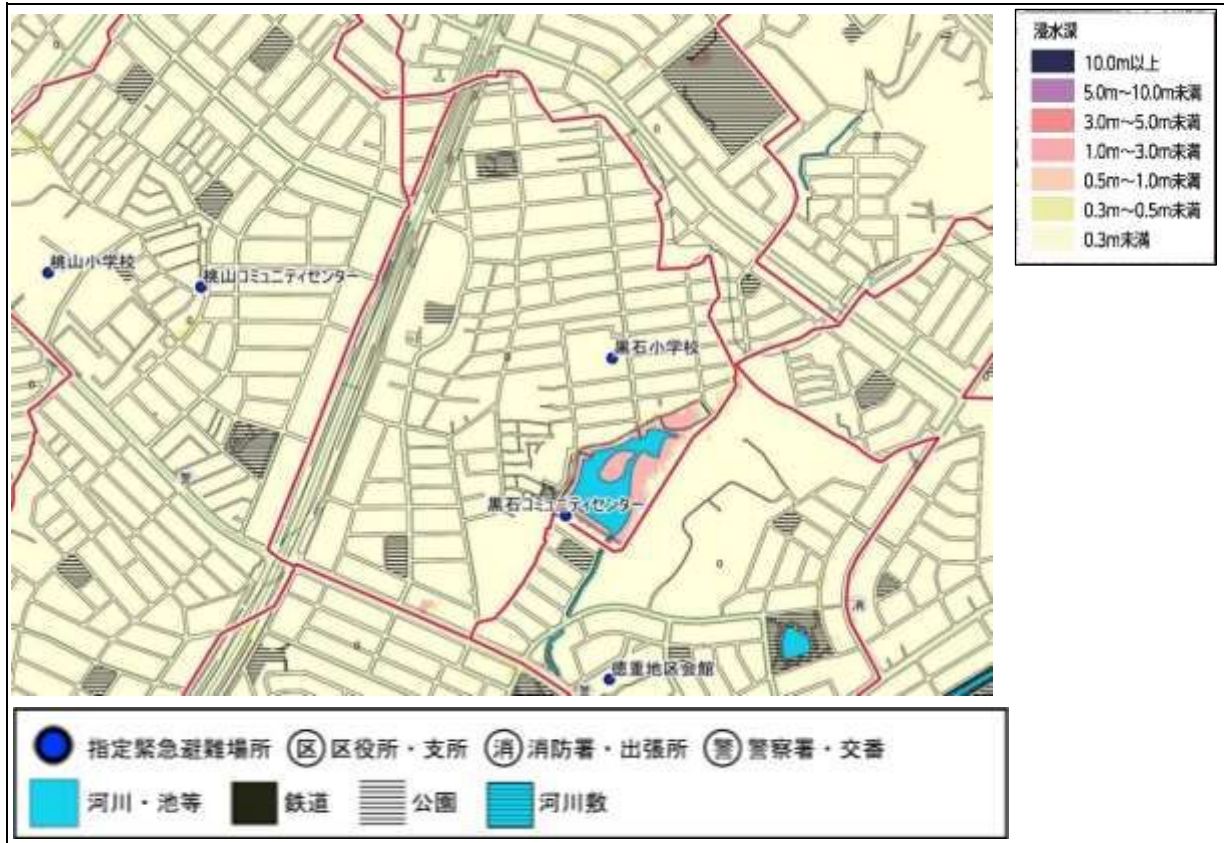 浸水深
10.0m以上
5.0m~10.0m未満
3.0m~5.0m未満
1.0m~3.0m未満
0.5m~1.0m未満
0.3m~0.5m未満
0.3m未満
桃山小学校
桃山コミュニティセンター
黒石小学校
黒石コミュニティセンター
消
徳重地区会館
指定緊急避難場所 区 区役所・支所 消 消防署・出張所 警 警察署・交番
河川・池等 鉄道 公園 河川敷